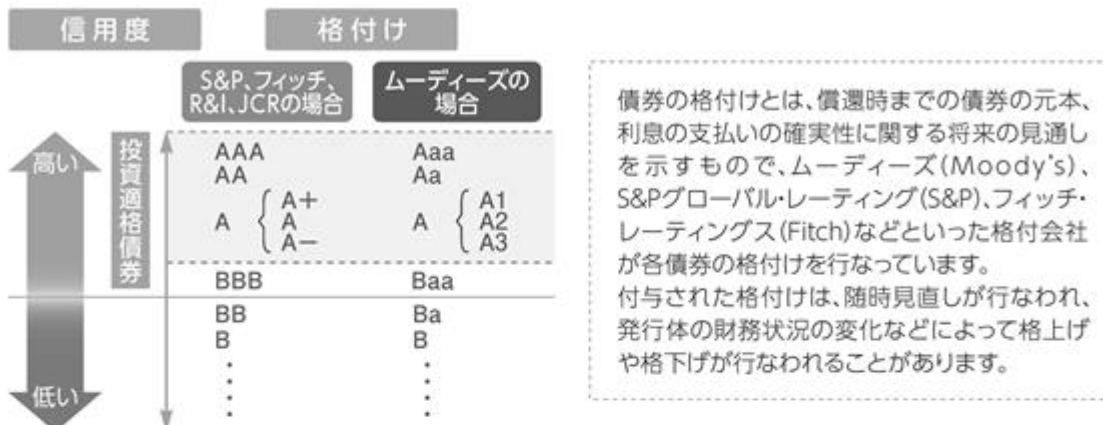 信用度
格付け
S&P、フィッチ、
R&I、JCRの場合
ムーディーズの
場合
高い
低い
投資適格債券
AAA
Aaa
AA
Aa
A { A+
A
A−
A { A1
A2
A3
BBB
Baa
BB
Ba
B
B
債券の格付けとは、償還時までの債券の元本、
利息の支払いの確実性に関する将来の見通し
を示すもので、ムーディーズ(Moody's)、
S&Pグローバル・レーティング(S&P)、フィッチ・
レーティングス(Fitch)などといった格付会社
が各債券の格付けを行なっています。
付与された格付けは、随時見直しが行なわれ、
発行体の財務状況の変化などによって格上げ
や格下げが行なわれることがあります。